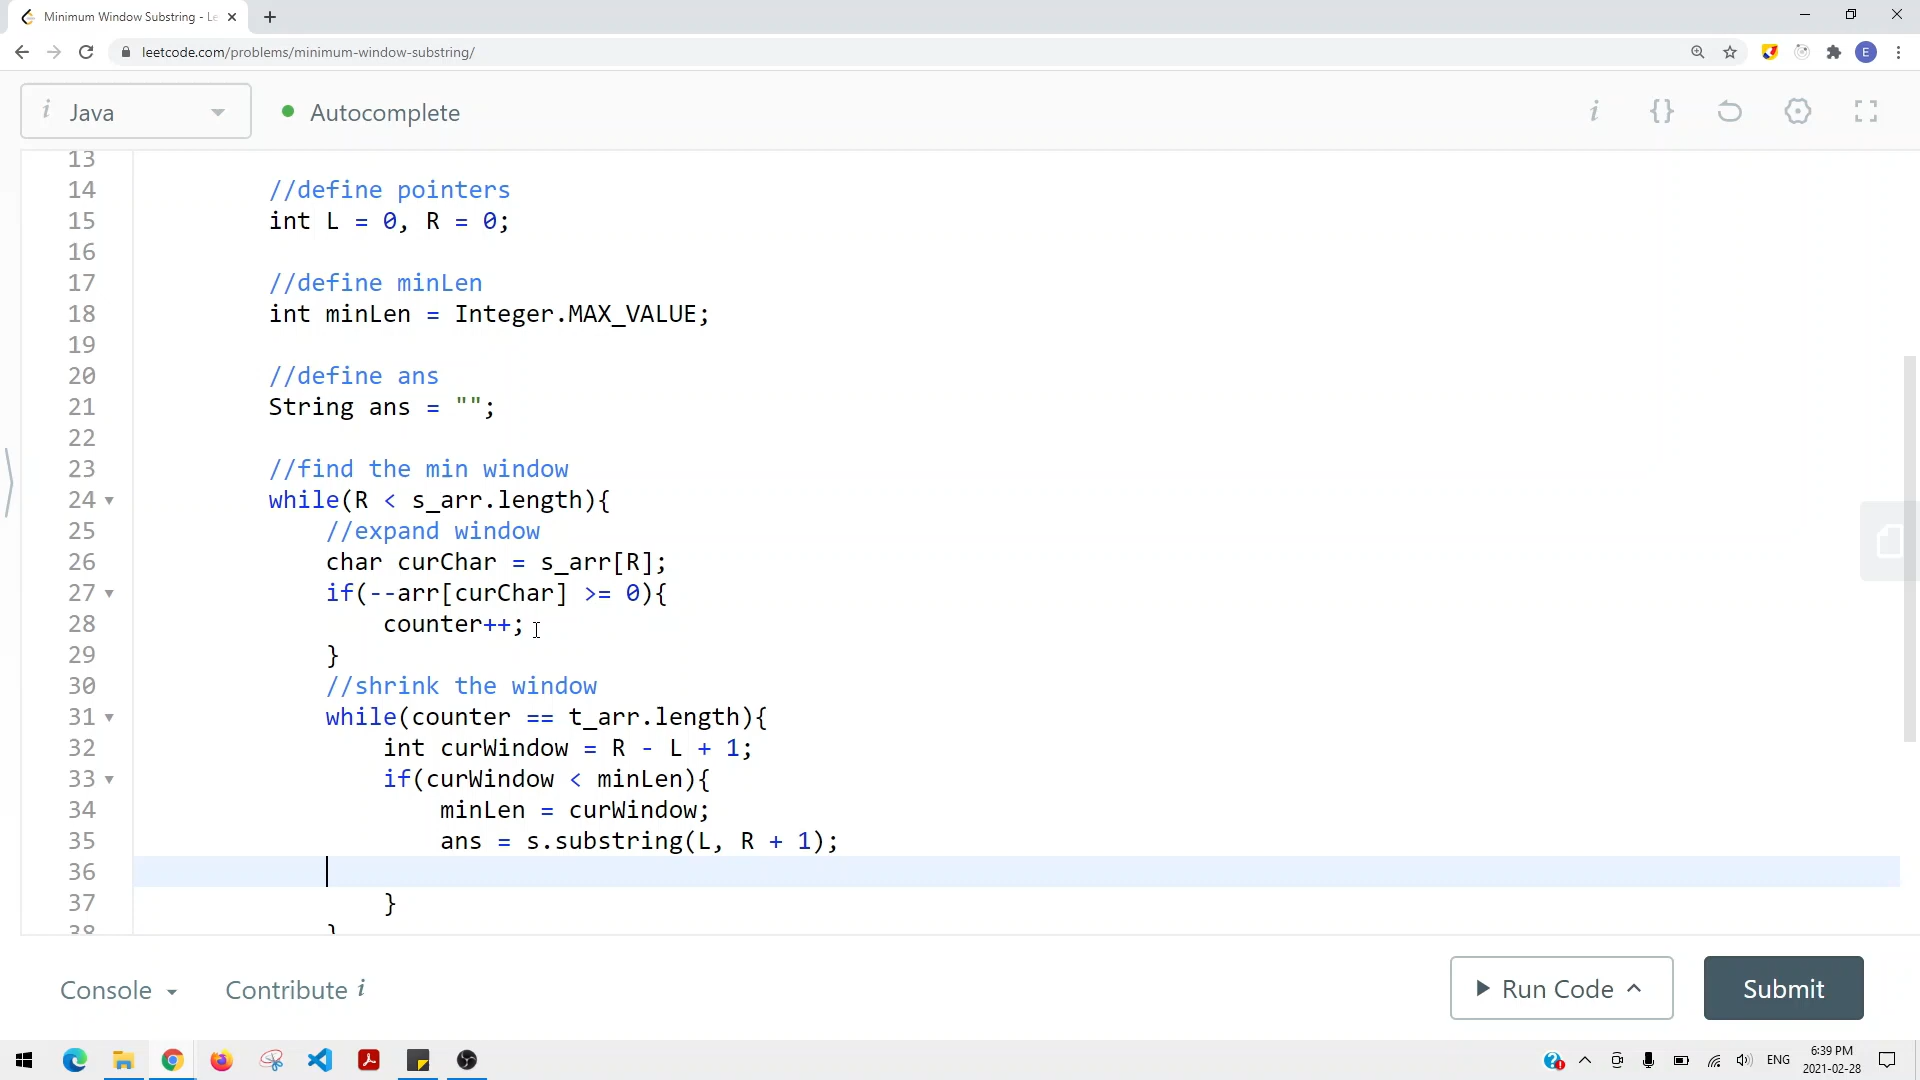 Minimum Window Substring - Le
leetcode.com/problems/minimum-window-substring/
E
i Java
Autocomplete
i {}
13
14 //define pointers
15 int L = 0, R = 0;
16
17 //define minLen
18 int minLen = Integer.MAX_VALUE;
19
20 //define ans
21 String ans = "";
22
23 //find the min window
24 while(R < s_arr.length){
25 //expand window
26 char curChar = s_arr[R];
27 if(--arr[curChar] >= 0){
28 counter++;
29 }
30 //shrink the window
31 while(counter == t_arr.length){
32 int curWindow = R - L + 1;
33 if(curWindow < minLen){
34 minLen = curWindow;
35 ans = s.substring(L, R + 1);
36
37 }
38 }
Console
Contribute i
Run Code
Submit
ENG
6:39 PM
2021-02-28